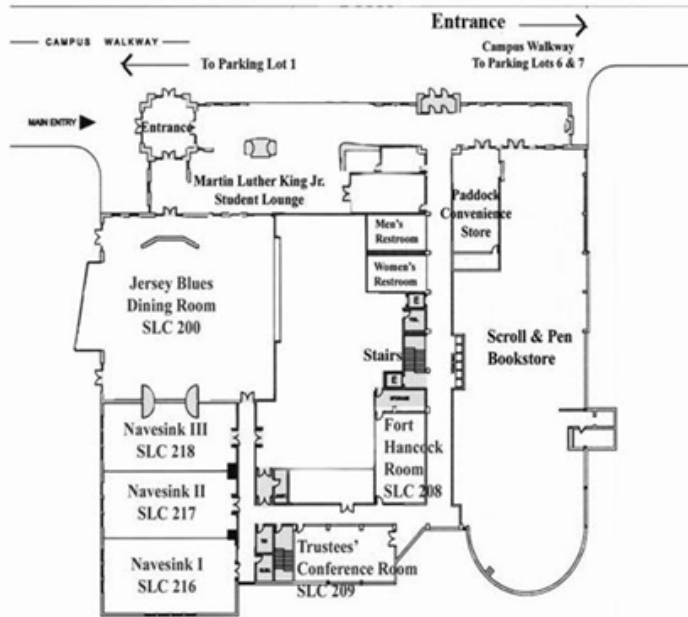 Entrance
CAMPUS WALKWAY
Campus Walkway
To Parking Lots 6 & 7
To Parking Lot 1
MAIN ENTRY
Entrance
Martin Luther King Jr.
Student Lounge
Paddock
Convenience
Store
Men's
Restroom
Women's
Restroom
E
Jersey Blues
Dining Room
SLC 200
Stairs
Scroll & Pen
Bookstore
E
STORAGE
Navesink III
SLC 218
Fort
Hancock
Room
SLC 208
Navesink II
SLC 217
Trustees'
Conference Room
SLC 209
Navesink I
SLC 216